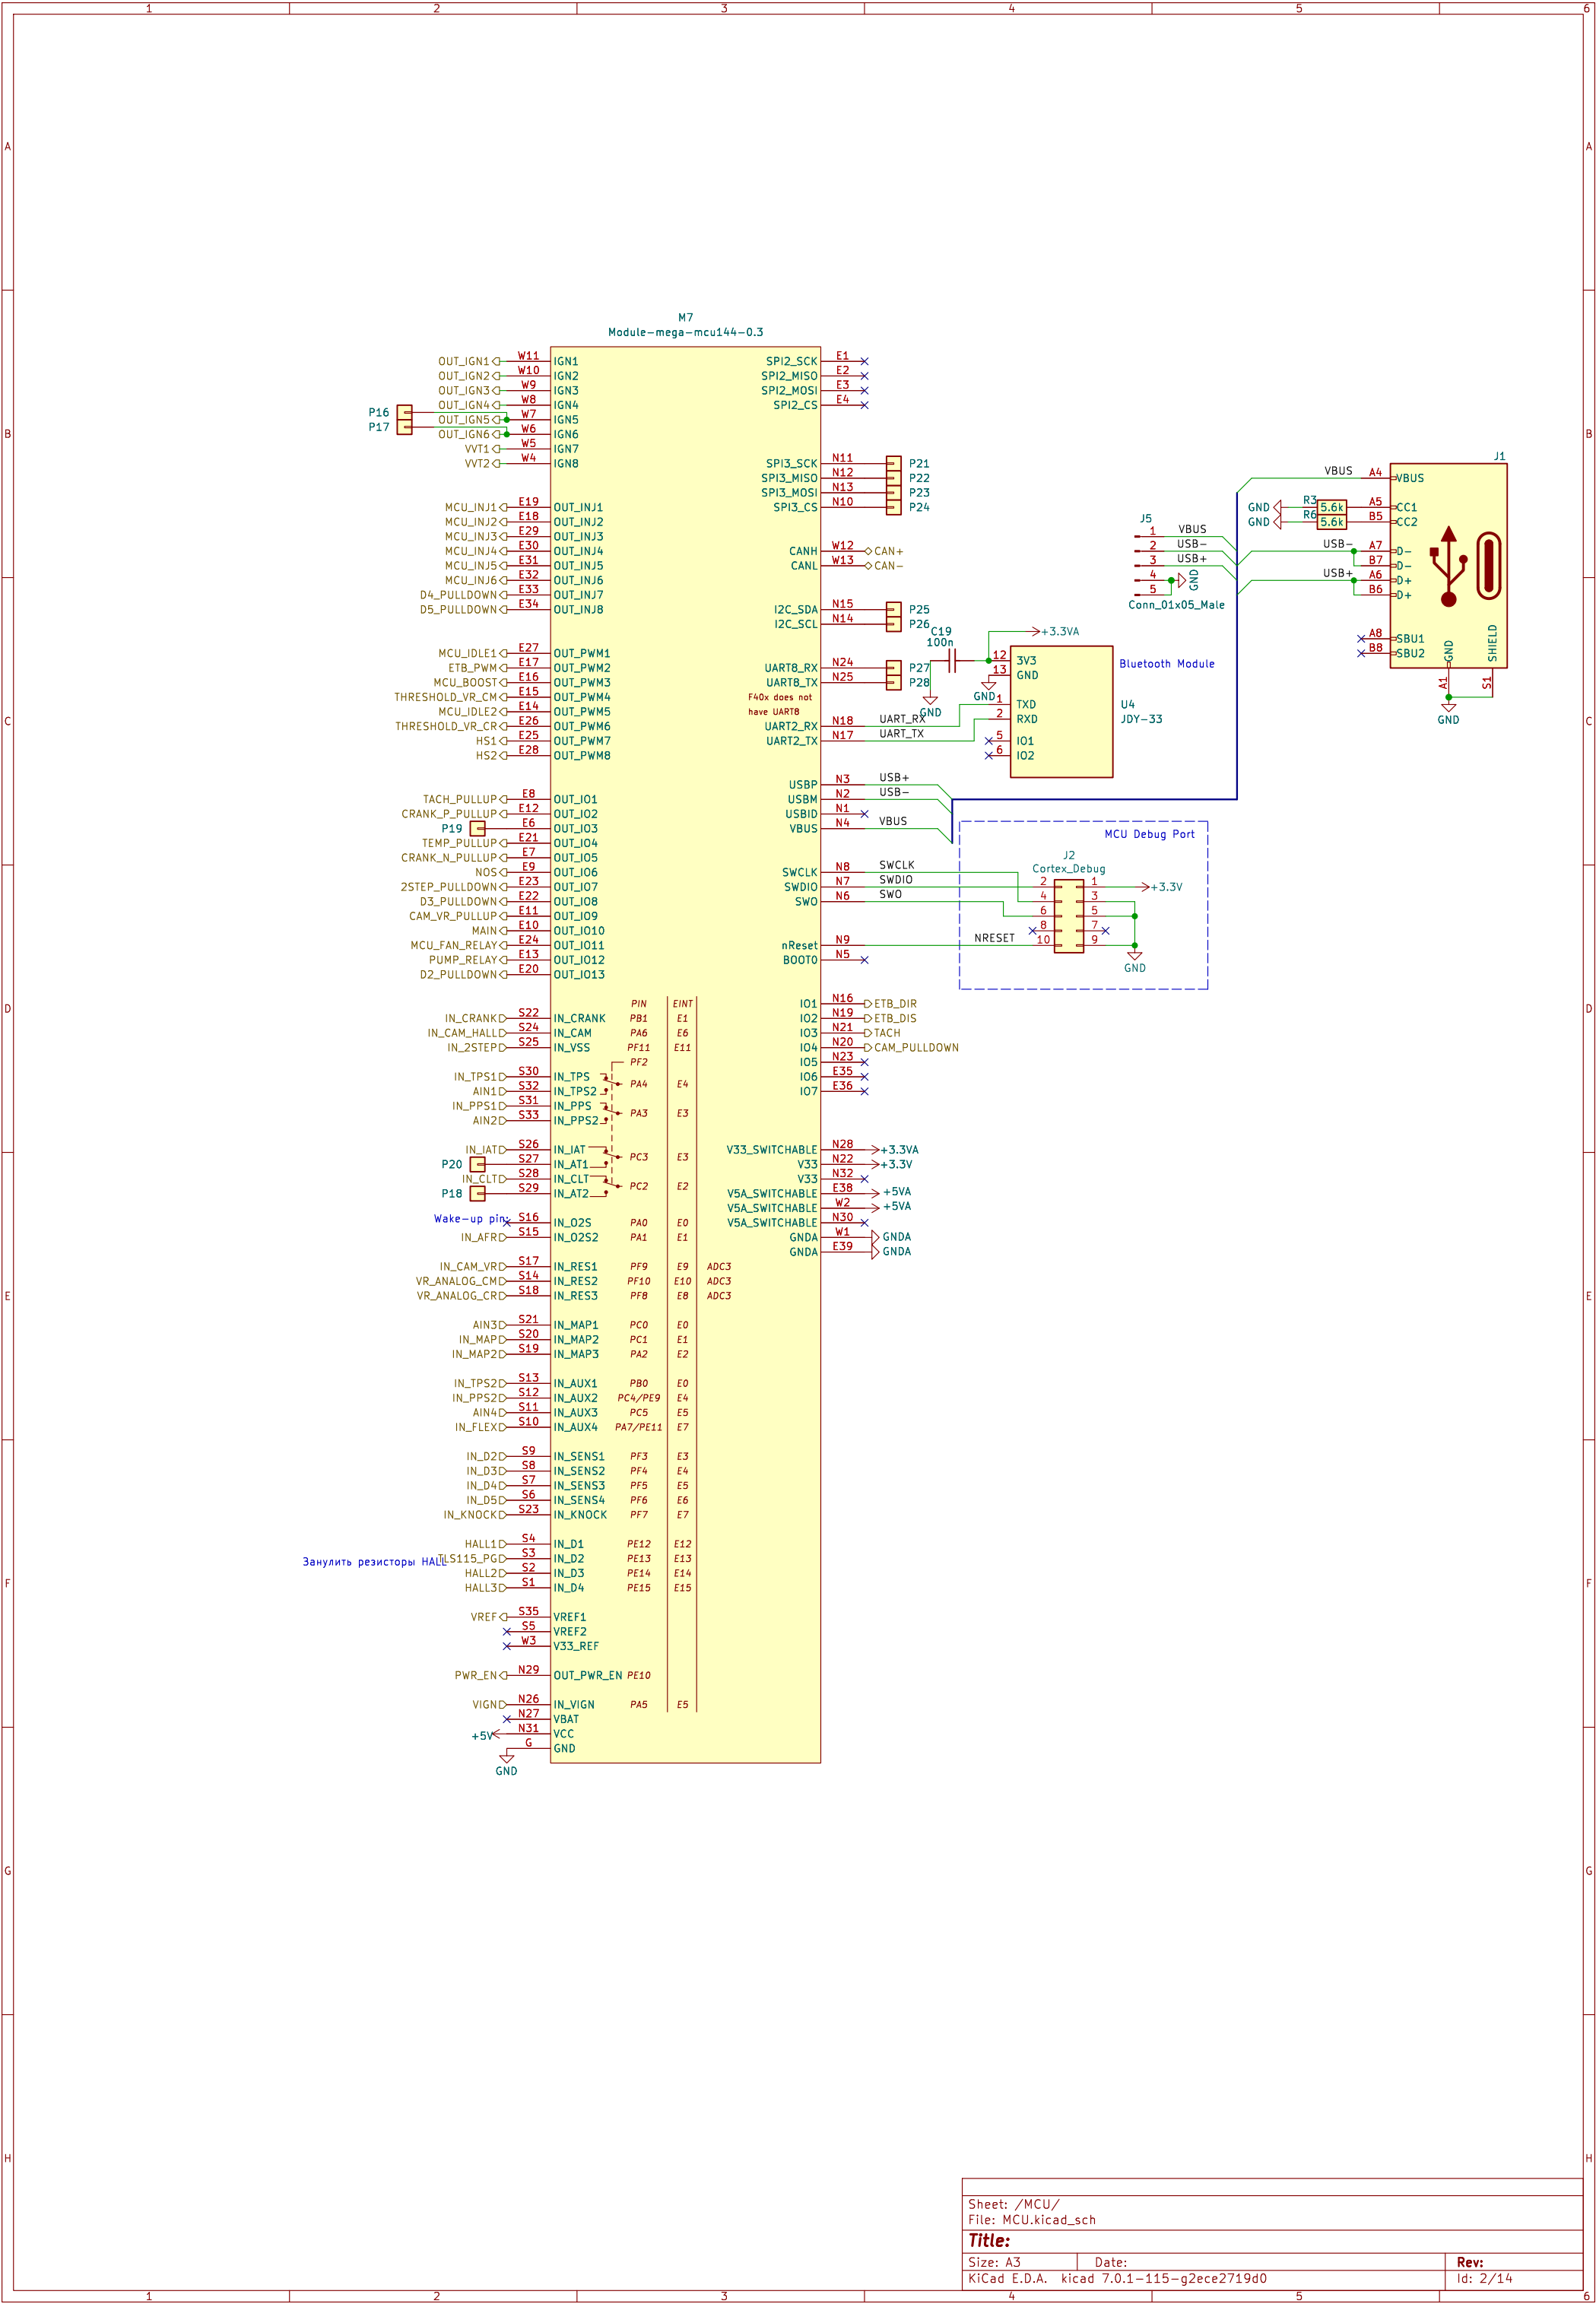 1 2 3 4 5 6
A A
B B
C C
D D
E E
F F
G G
H H
M7
Module-mega-mcu144-0.3
OUT_IGN1 W11 IGN1
OUT_IGN2 W10 IGN2
OUT_IGN3 W9 IGN3
OUT_IGN4 W8 IGN4
P16
OUT_IGN5 W7 IGN5
P17
OUT_IGN6 W6 IGN6
VVT1 W5 IGN7
VVT2 W4 IGN8
MCU_INJ1 E19 OUT_INJ1
MCU_INJ2 E18 OUT_INJ2
MCU_INJ3 E29 OUT_INJ3
MCU_INJ4 E30 OUT_INJ4
MCU_INJ5 E31 OUT_INJ5
MCU_INJ6 E32 OUT_INJ6
D4_PULLDOWN E33 OUT_INJ7
D5_PULLDOWN E34 OUT_INJ8
MCU_IDLE1 E27 OUT_PWM1
ETB_PWM E17 OUT_PWM2
MCU_BOOST E16 OUT_PWM3
THRESHOLD_VR_CM E15 OUT_PWM4
MCU_IDLE2 E14 OUT_PWM5
THRESHOLD_VR_CR E26 OUT_PWM6
HS1 E25 OUT_PWM7
HS2 E28 OUT_PWM8
TACH_PULLUP E8 OUT_IO1
CRANK_P_PULLUP E12 OUT_IO2
P19 E6 OUT_IO3
TEMP_PULLUP E21 OUT_IO4
CRANK_N_PULLUP E7 OUT_IO5
NOS E9 OUT_IO6
2STEP_PULLDOWN E23 OUT_IO7
D3_PULLDOWN E22 OUT_IO8
CAM_VR_PULLUP E11 OUT_IO9
MAIN E10 OUT_IO10
MCU_FAN_RELAY E24 OUT_IO11
PUMP_RELAY E13 OUT_IO12
D2_PULLDOWN E20 OUT_IO13
PIN EINT
IN_CRANK S22 IN_CRANK PB1 E1
IN_CAM_HALL S24 IN_CAM PA6 E6
IN_2STEP S25 IN_VSS PF11 E11
PF2
IN_TPS1 S30 IN_TPS
PA4 E4
AIN1 S32 IN_TPS2
IN_PPS1 S31 IN_PPS
PA3 E3
AIN2 S33 IN_PPS2
IN_IAT S26 IN_IAT
PC3 E3
P20 S27 IN_AT1
IN_CLT S28 IN_CLT
PC2 E2
P18 S29 IN_AT2
Wake-up pin
S16 IN_O2S PA0 E0
IN_AFR S15 IN_O2S2 PA1 E1
IN_CAM_VR S17 IN_RES1 PF9 E9 ADC3
VR_ANALOG_CM S14 IN_RES2 PF10 E10 ADC3
VR_ANALOG_CR S18 IN_RES3 PF8 E8 ADC3
AIN3 S21 IN_MAP1 PC0 E0
IN_MAP S20 IN_MAP2 PC1 E1
IN_MAP2 S19 IN_MAP3 PA2 E2
IN_TPS2 S13 IN_AUX1 PB0 E0
IN_PPS2 S12 IN_AUX2 PC4/PE9 E4
AIN4 S11 IN_AUX3 PC5 E5
IN_FLEX S10 IN_AUX4 PA7/PE11 E7
IN_D2 S9 IN_SENS1 PF3 E3
IN_D3 S8 IN_SENS2 PF4 E4
IN_D4 S7 IN_SENS3 PF5 E5
IN_D5 S6 IN_SENS4 PF6 E6
IN_KNOCK S23 IN_KNOCK PF7 E7
HALL1 S4 IN_D1 PE12 E12
Занулить резисторы HALL
TLS115_PG S3 IN_D2 PE13 E13
HALL2 S2 IN_D3 PE14 E14
HALL3 S1 IN_D4 PE15 E15
VREF S35 VREF1
S5 VREF2
W3 V33_REF
PWR_EN N29 OUT_PWR_EN PE10
VIGN N26 IN_VIGN PA5 E5
N27 VBAT
+5V N31 VCC
G GND
GND
SPI2_SCK E1
SPI2_MISO E2
SPI2_MOSI E3
SPI2_CS E4
SPI3_SCK N11 P21
SPI3_MISO N12 P22
SPI3_MOSI N13 P23
SPI3_CS N10 P24
CANH W12 CAN+
CANL W13 CAN-
I2C_SDA N15 P25
I2C_SCL N14 P26
UART8_RX N24 P27
UART8_TX N25 P28
F40x does not
have UART8
UART2_RX N18 UART_RX
UART2_TX N17 UART_TX
USBP N3 USB+
USBM N2 USB-
USBID N1
VBUS N4 VBUS
SWCLK N8 SWCLK
SWDIO N7 SWDIO
SWO N6 SWO
nReset N9 NRESET
BOOT0 N5
IO1 N16 ETB_DIR
IO2 N19 ETB_DIS
IO3 N21 TACH
IO4 N20 CAM_PULLDOWN
IO5 N23
IO6 E35
IO7 E36
V33_SWITCHABLE N28 +3.3VA
V33 N22 +3.3V
V33 N32
V5A_SWITCHABLE E38 +5VA
V5A_SWITCHABLE W2 +5VA
V5A_SWITCHABLE N30
GNDA W1 GNDA
GNDA E39 GNDA
C19
100n
GND
+3.3VA
12 3V3
13 GND
GND
1 TXD
2 RXD
5 IO1
6 IO2
Bluetooth Module
U4
JDY-33
MCU Debug Port
J2
Cortex_Debug
2 1 +3.3V
4 3
6 5
8 7
10 9
GND
J5
1 VBUS
2 USB-
3 USB+
4 GND
5
Conn_01x05_Male
J1
VBUS A4 VBUS
GND R3 5.6k A5 CC1
GND R6 5.6k B5 CC2
USB- A7 D-
B7 D-
USB+ A6 D+
B6 D+
A8 SBU1
B8 SBU2
GND SHIELD
A1 S1
GND
Sheet: /MCU/
File: MCU.kicad_sch
Title:
Size: A3 Date: Rev:
KiCad E.D.A. kicad 7.0.1-115-g2ece2719d0 Id: 2/14
1 2 3 4 5 6